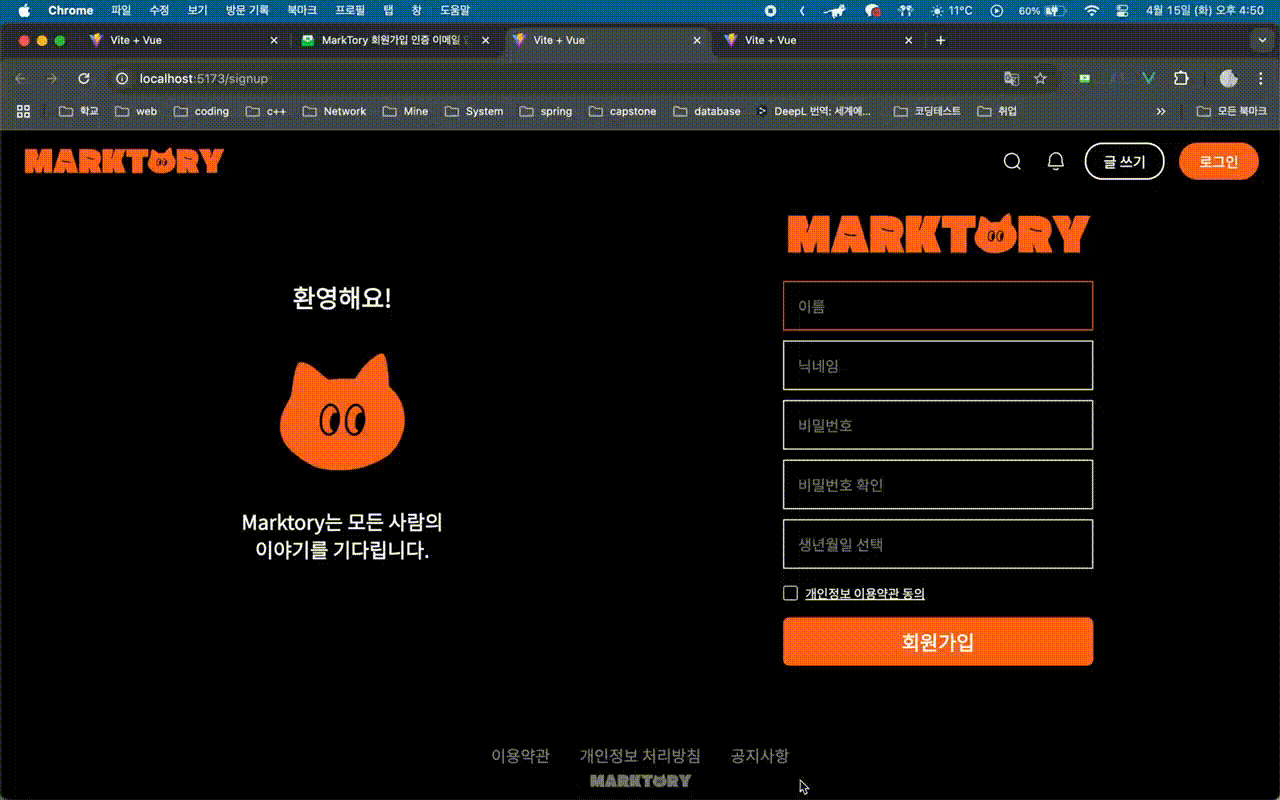 Chrome 파일 수정 보기 방문 기록 북마크 프로필 탭 창 도움말 11°C 60% 4월 15일 (화) 오후 4:50
Vite + Vue MarkTory 회원가입 인증 이메일 Vite + Vue Vite + Vue
localhost:5173/signup
학교 web coding c++ Network Mine System spring capstone database DeepL 번역: 세계에... 코딩테스트 취업 » 모든 북마크
MARKTORY 글 쓰기 로그인
MARKTORY
환영해요!
이름
닉네임
비밀번호
비밀번호 확인
Marktory는 모든 사람의
이야기를 기다립니다.
생년월일 선택
개인정보 이용약관 동의
회원가입
이용약관 개인정보 처리방침 공지사항
MARKTORY